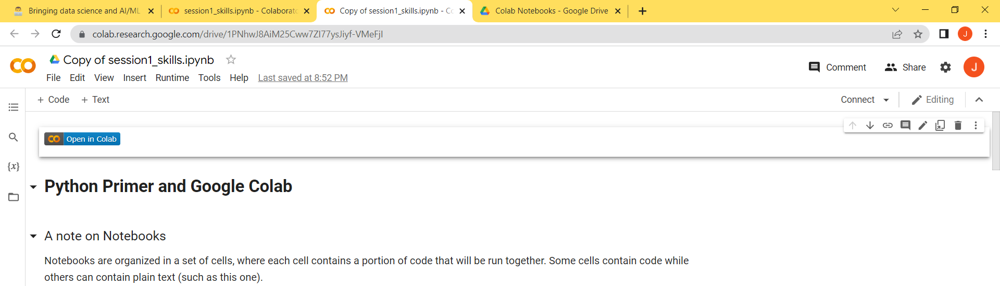 Bringing data science and AI/ML
session1_skills.ipynb - Colaborato
Copy of session1_skills.ipynb - Co
Colab Notebooks - Google Drive
colab.research.google.com/drive/1PNhwJ8AiM25Cww7ZI77ysJiyf-VMeFjI
J
Copy of session1_skills.ipynb
Comment Share J
File Edit View Insert Runtime Tools Help Last saved at 8:52 PM
+ Code + Text
Connect Editing
Open in Colab
{x}
Python Primer and Google Colab
A note on Notebooks
Notebooks are organized in a set of cells, where each cell contains a portion of code that will be run together. Some cells contain code while
others can contain plain text (such as this one).